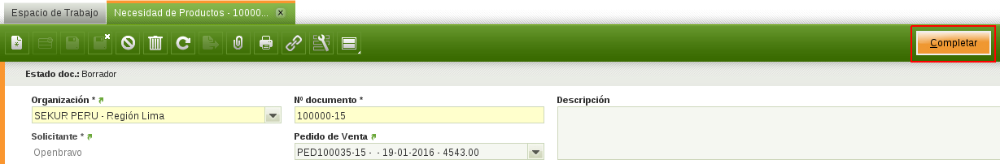 Espacio de Trabajo
Necesidad de Productos - 10000...
Completar
Estado doc.: Borrador
Organización *
Nº documento *
Descripción
SEKUR PERU - Región Lima
100000-15
Solicitante *
Pedido de Venta
Openbravo
PED100035-15 -  - 19-01-2016 - 4543.00